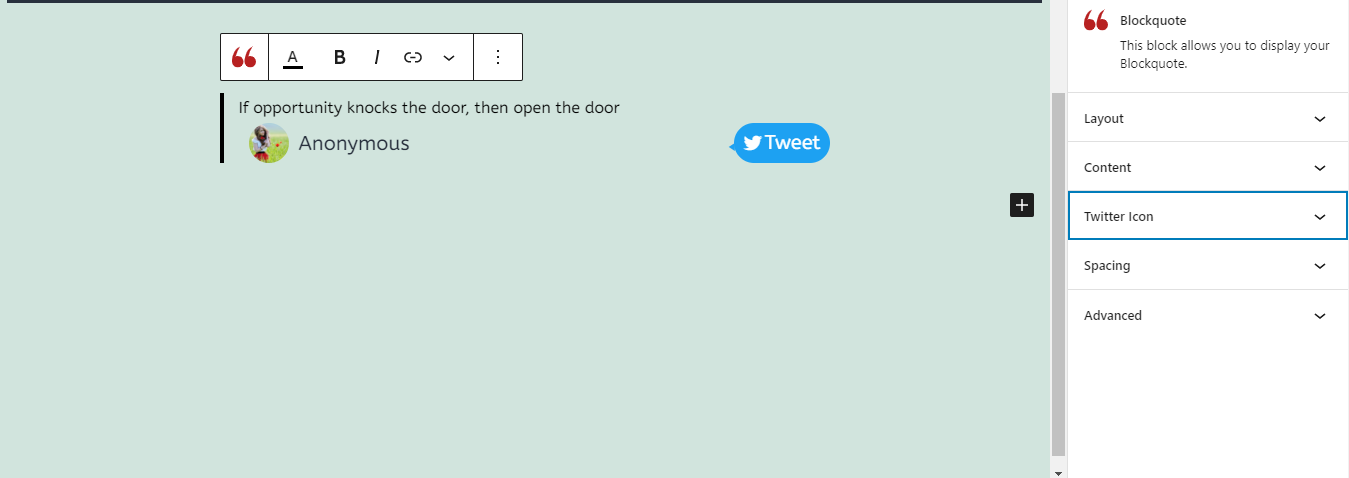 A
B
I
If opportunity knocks the door, then open the door
Anonymous
Tweet
Blockquote
This block allows you to display your
Blockquote.
Layout
Content
Twitter Icon
Spacing
Advanced